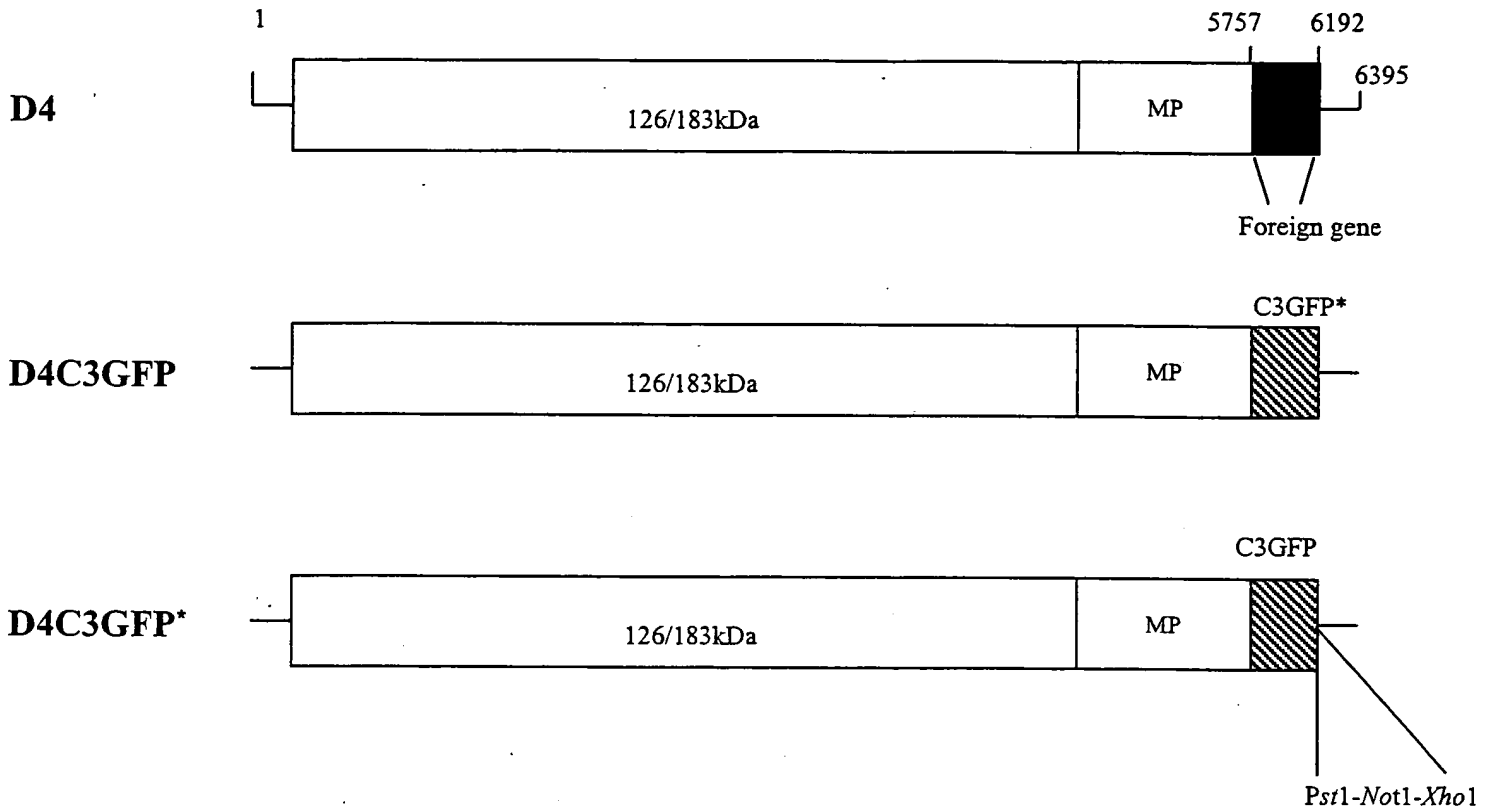 1
5757 6192
6395
D4
126/183kDa
MP
Foreign gene
C3GFP*
D4C3GFP
126/183kDa
MP
C3GFP
D4C3GFP*
126/183kDa
MP
Pst1-Not1-Xho1